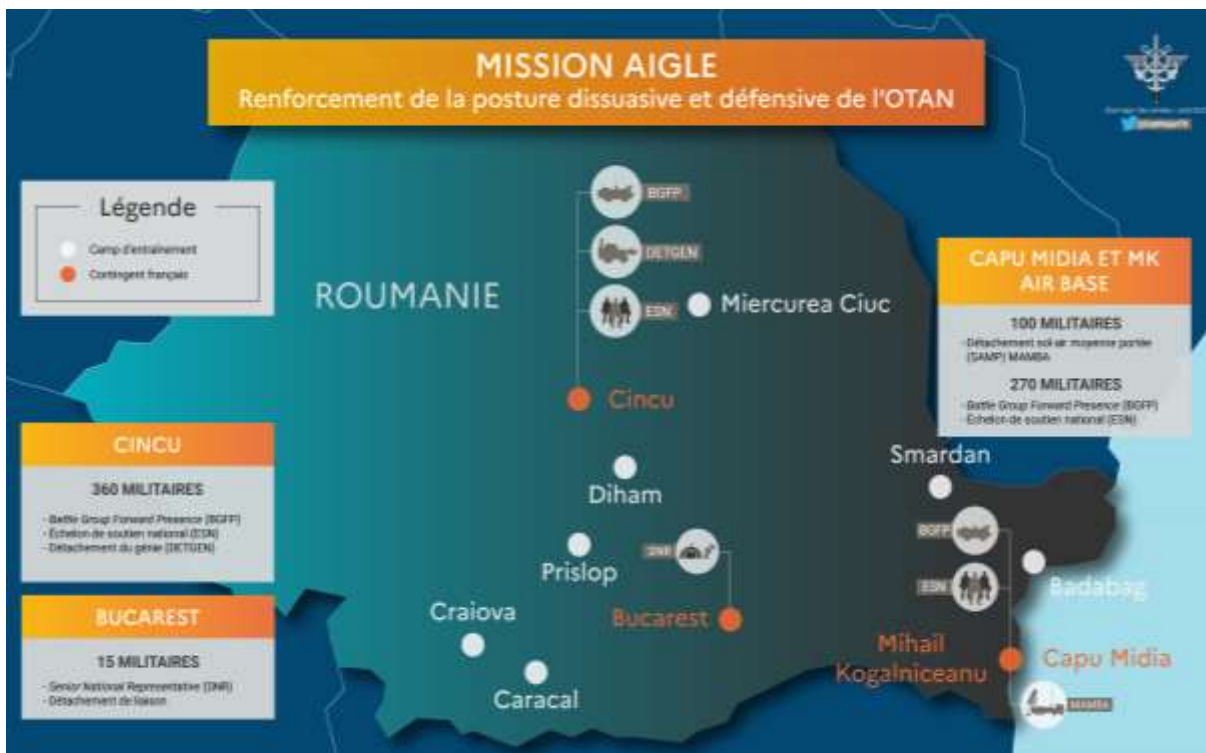 MISSION AIGLE
Renforcement de la posture dissuasive et défensive de l'OTAN
Légende
Camp d'entraînement
Contingent français
ROUMANIE
BGFP
DETGEN
ESN
Miercurea Ciuc
Cincu
CAPU MIDIA ET MK
AIR BASE
100 MILITAIRES
- Détachement sol-air moyenne portée
(SAMP) MAMBA
270 MILITAIRES
- Battle Group Forward Presence (BGFP)
- Echelon de soutien national (ESN)
CINCU
360 MILITAIRES
- Battle Group Forward Presence (BGFP)
- Echelon de soutien national (ESN)
- Détachement du génie (DETGEN)
BUCAREST
15 MILITAIRES
- Senior National Representative (SNR)
- Détachement de liaison
Diham
Prislop
SNR
Bucarest
Craiova
Caracal
Smardan
BGFP
ESN
Badabag
Mihail
Kogalniceanu
Capu Midia
MAMBA